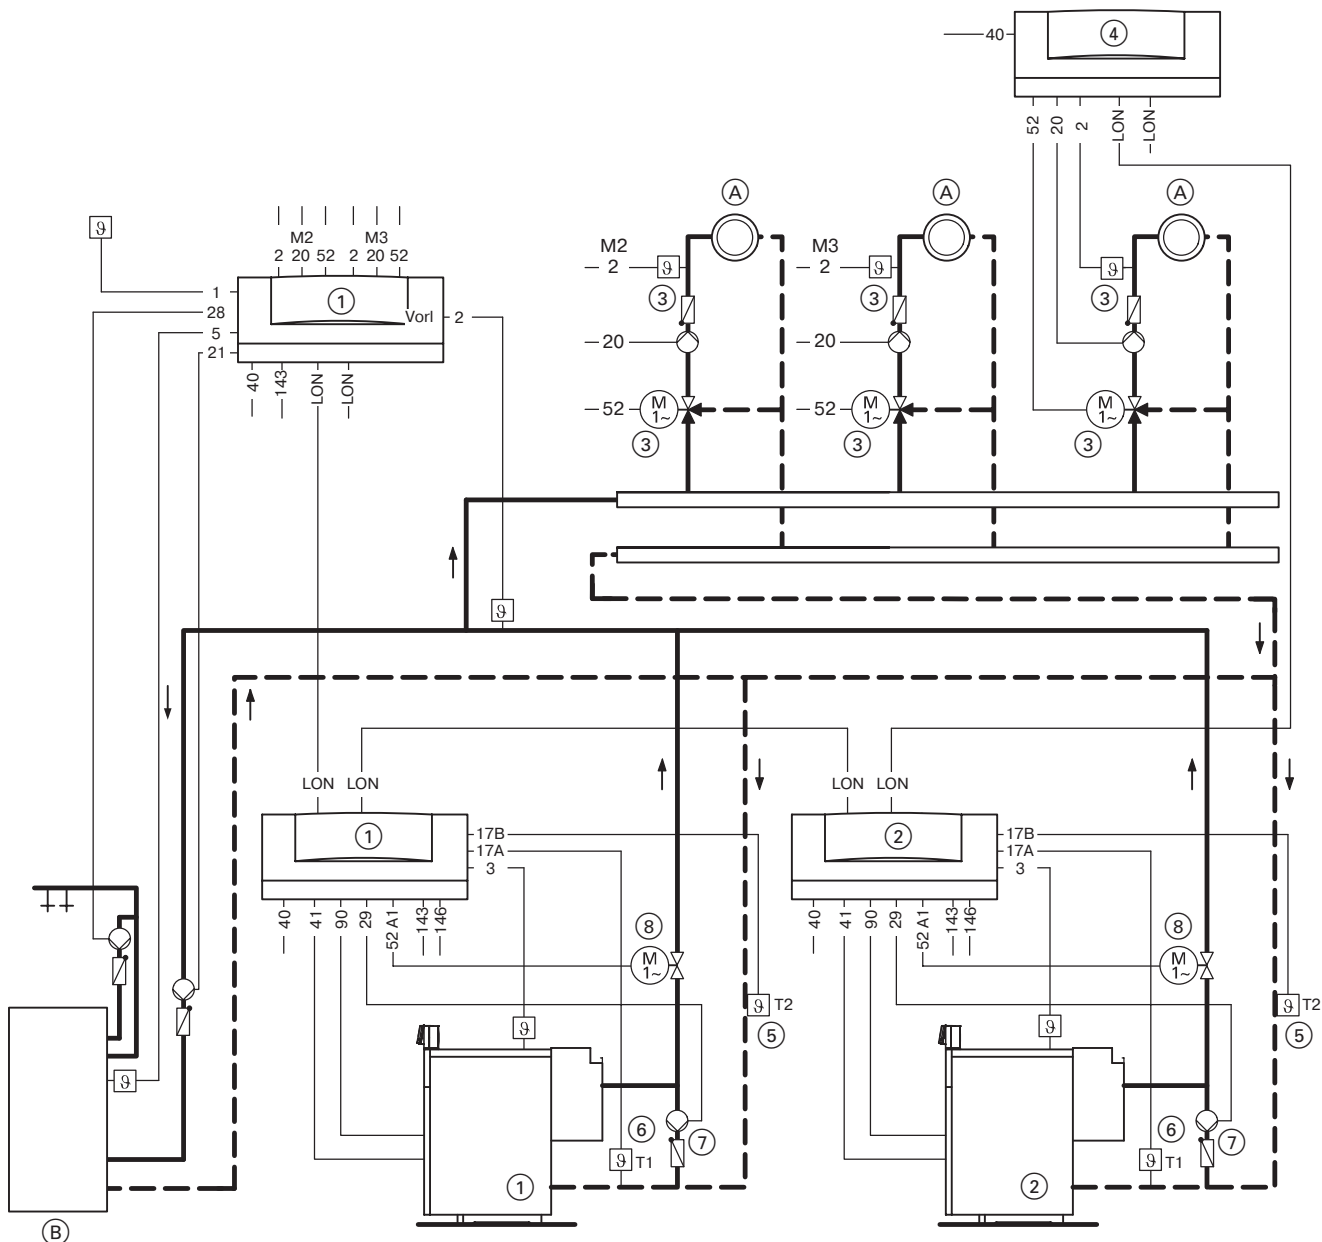 40
4
52 20 2 LON LON
A A A
ϑ
M2 M3
2 20 52 2 20 52
M2
2 ϑ
M3
2 ϑ
ϑ
3 3 3
1
28
5
21
1
Vorl
2
40 143 LON LON
20 20
52 M 1~
52 M 1~
M 1~
3 3 3
ϑ
LON LON
LON LON
1
17B
17A
3
2
17B
17A
3
40 41 90 29 52 A1 143 146
40 41 90 29 52 A1 143 146
8 8
M 1~
M 1~
ϑ T2
ϑ T2
5 5
ϑ ϑ
ϑ
6 7
6 7
ϑ T1
ϑ T1
1
2
B